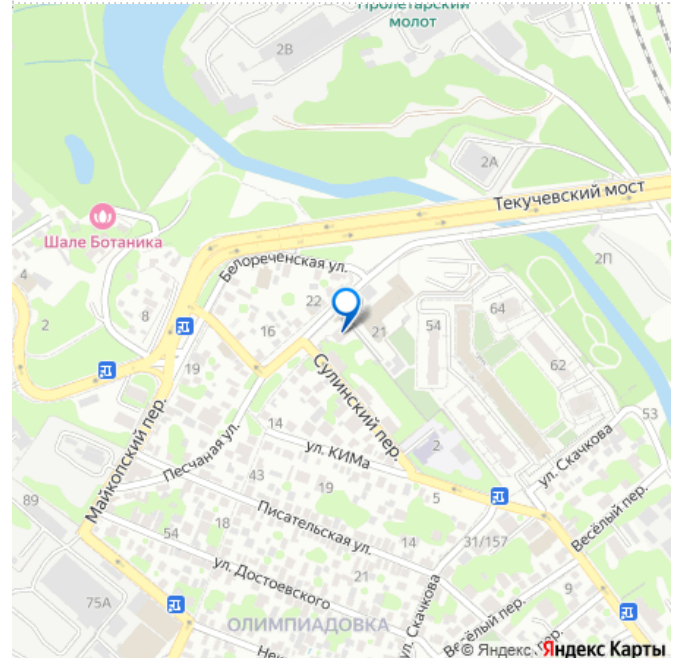 Пролетарский
молот
2В
2А
Текучевский мост
Шале Ботаника
Белореченская ул.
2П
4
2
8
22
64
16
21
54
62
19
Сулинский пер.
53
14
Майкопский пер.
Песчаная ул.
2
ул. КИМа
ул. Скачкова
43
19
5
89
Весёлый пер.
18
Писательская ул.
54
14
31/157
ул. Достоевского
21
9
75А
ул. Скачкова
Весёлый пер.
ОЛИМПИАДОВКА
© Яндекс Яндекс Карты